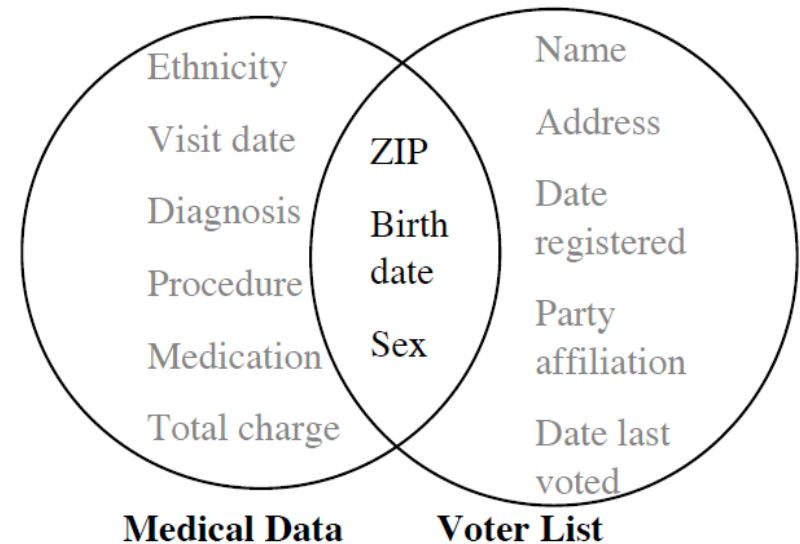 Ethnicity
Visit date
Diagnosis
Procedure
Medication
Total charge
ZIP
Birth
date
Sex
Name
Address
Date
registered
Party
affiliation
Date last
voted
Medical Data
Voter List